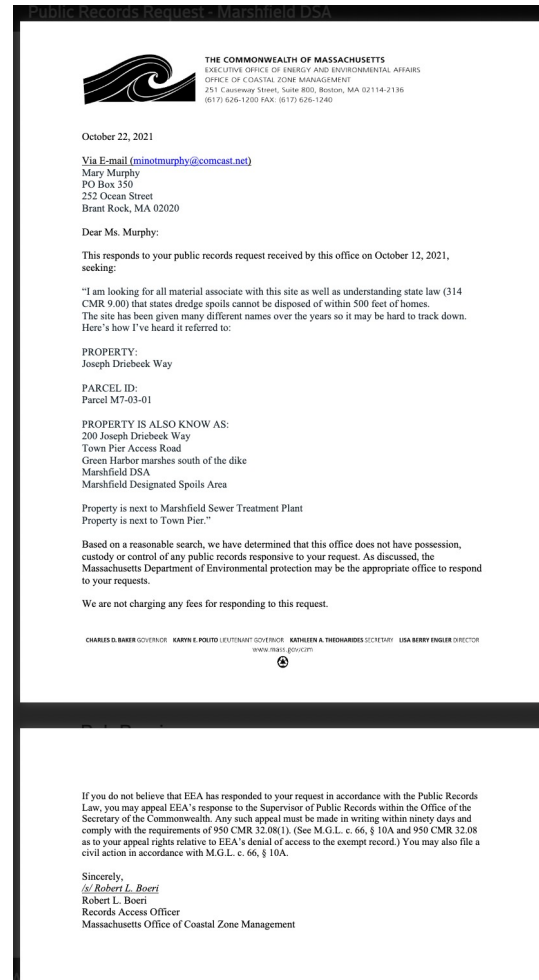 Public Records Request - Marshfield DSA
THE COMMONWEALTH OF MASSACHUSETTS
EXECUTIVE OFFICE OF ENERGY AND ENVIRONMENTAL AFFAIRS
OFFICE OF COASTAL ZONE MANAGEMENT
251 Causeway Street, Suite 800, Boston, MA 02114-2136
(617) 626-1200 FAX: (617) 626-1240
October 22, 2021
Via E-mail (minotmurphy@comcast.net)
Mary Murphy
PO Box 350
252 Ocean Street
Brant Rock, MA 02020
Dear Ms. Murphy:
This responds to your public records request received by this office on October 12, 2021,
seeking:
“I am looking for all material associate with this site as well as understanding state law (314
CMR 9.00) that states dredge spoils cannot be disposed of within 500 feet of homes.
The site has been given many different names over the years so it may be hard to track down.
Here’s how I’ve heard it referred to:
PROPERTY:
Joseph Driebeek Way
PARCEL ID:
Parcel M7-03-01
PROPERTY IS ALSO KNOW AS:
200 Joseph Driebeek Way
Town Pier Access Road
Green Harbor marshes south of the dike
Marshfield DSA
Marshfield Designated Spoils Area
Property is next to Marshfield Sewer Treatment Plant
Property is next to Town Pier.”
Based on a reasonable search, we have determined that this office does not have possession,
custody or control of any public records responsive to your request. As discussed, the
Massachusetts Department of Environmental protection may be the appropriate office to respond
to your requests.
We are not charging any fees for responding to this request.
CHARLES D. BAKER GOVERNOR KARYN E. POLITO LIEUTENANT GOVERNOR KATHLEEN A. THEOHARIDES SECRETARY LISA BERRY ENGLER DIRECTOR
www.mass.gov/czm
If you do not believe that EEA has responded to your request in accordance with the Public Records
Law, you may appeal EEA’s response to the Supervisor of Public Records within the Office of the
Secretary of the Commonwealth. Any such appeal must be made in writing within ninety days and
comply with the requirements of 950 CMR 32.08(1). (See M.G.L. c. 66, § 10A and 950 CMR 32.08
as to your appeal rights relative to EEA’s denial of access to the exempt record.) You may also file a
civil action in accordance with M.G.L. c. 66, § 10A.
Sincerely,
/s/ Robert L. Boeri
Robert L. Boeri
Records Access Officer
Massachusetts Office of Coastal Zone Management